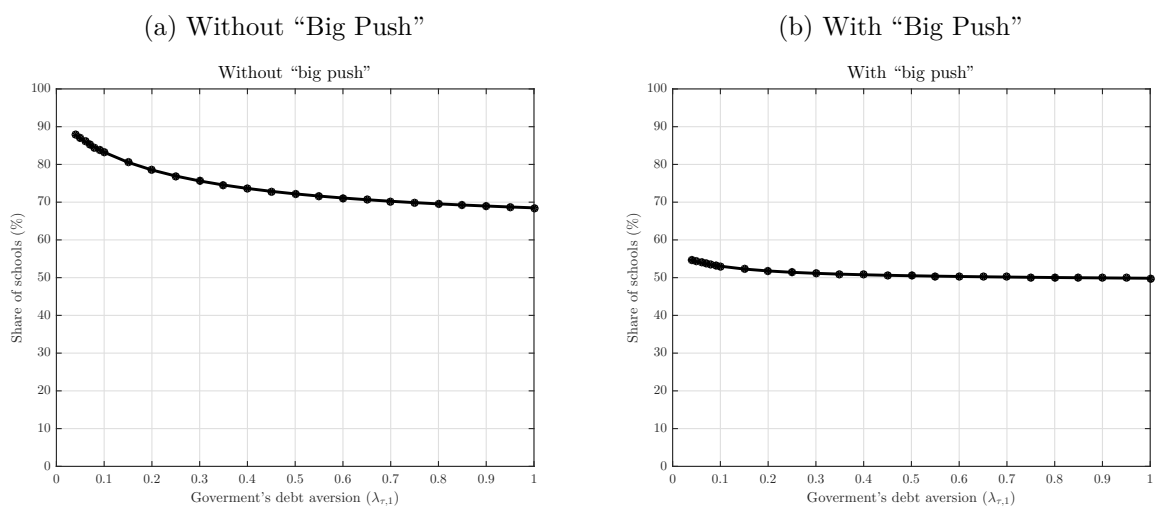 (a) Without “Big Push”
Without “big push”
100
90
80
70
60
50
40
30
20
10
0
Share of schools (%)
0 0.1 0.2 0.3 0.4 0.5 0.6 0.7 0.8 0.9 1
Goverment's debt aversion (λτ,1)
(b) With “Big Push”
With “big push”
100
90
80
70
60
50
40
30
20
10
0
Share of schools (%)
0 0.1 0.2 0.3 0.4 0.5 0.6 0.7 0.8 0.9 1
Goverment's debt aversion (λτ,1)